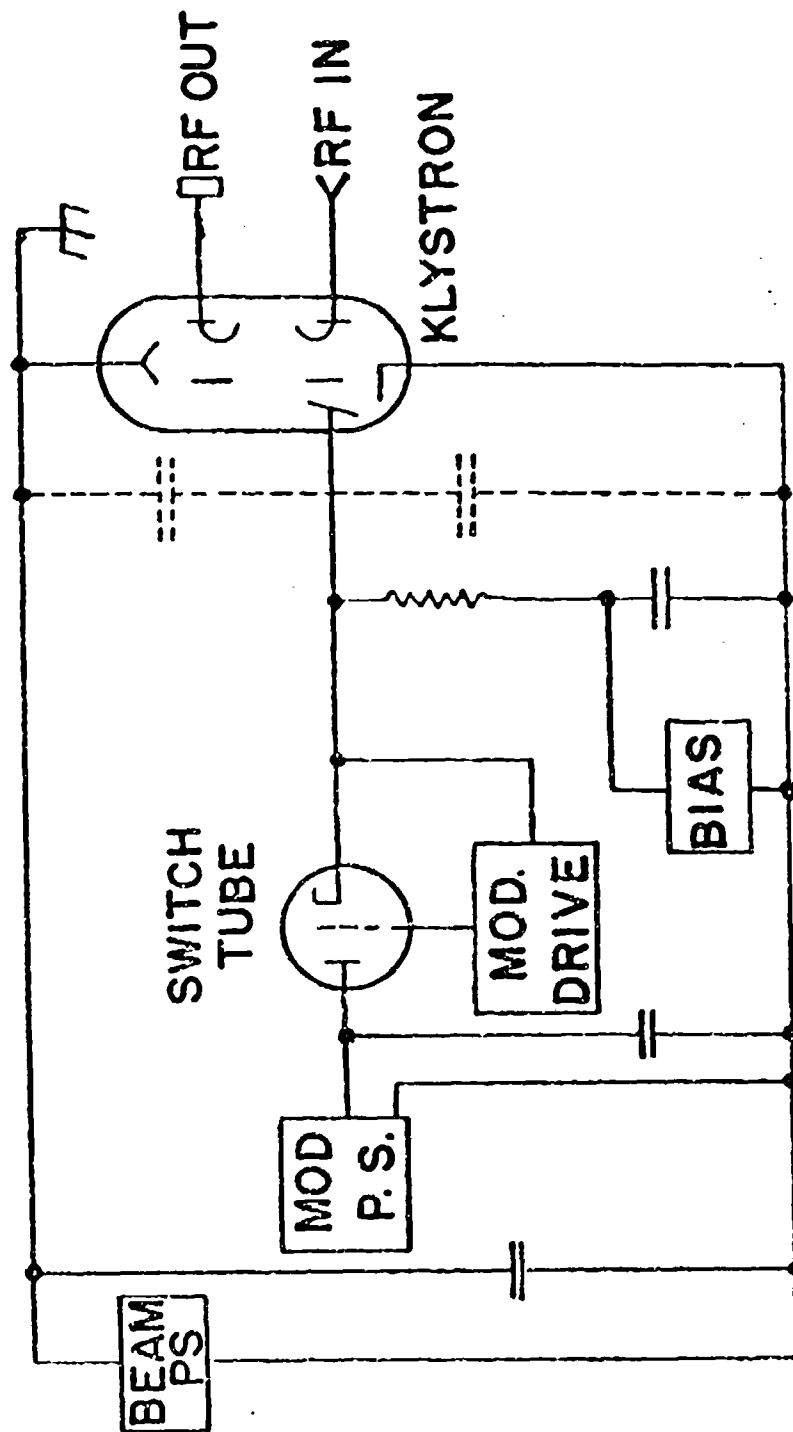 BEAM
PS
MOD
P. S.
SWITCH
TUBE
MOD.
DRIVE
BIAS
KLYSTRON
RF OUT
RF IN